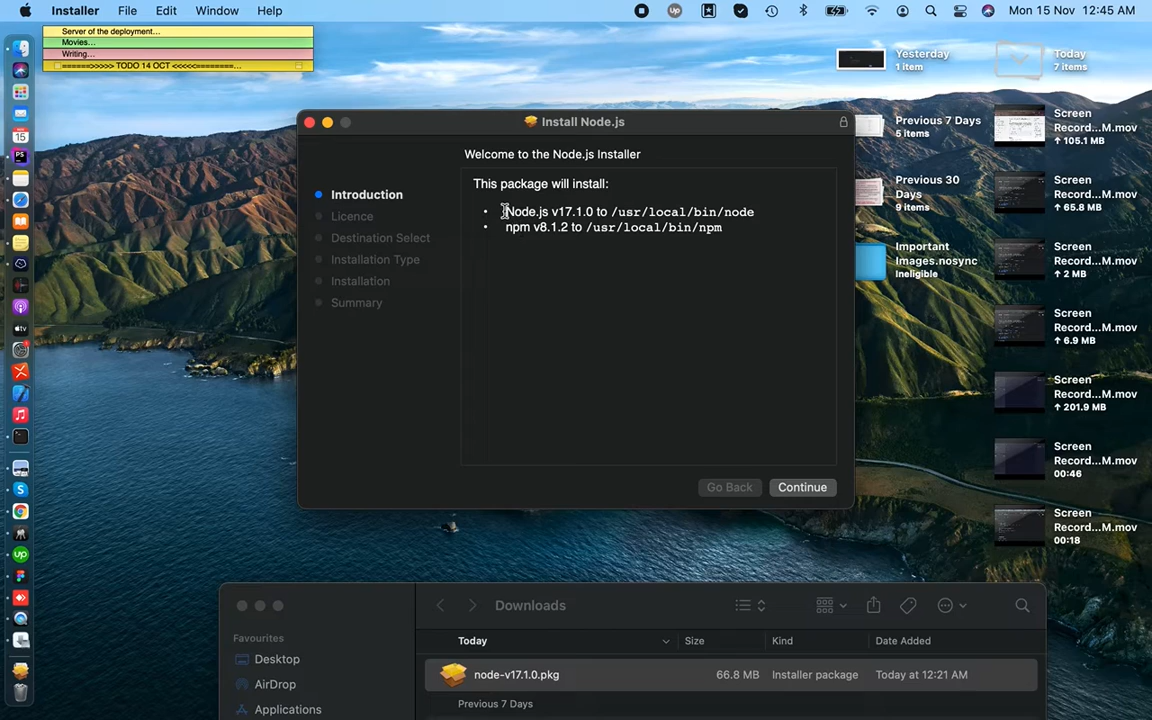 Installer File Edit Window Help
Mon 15 Nov 12:45 AM
Server of the deployment...
Movies...
Writing...
======>>>>> TODO 14 OCT <<<<<========...
Yesterday
1 item
Today
7 items
Previous 7 Days
5 items
Screen
Record...M.mov
↑ 105.1 MB
Previous 30
Days
9 items
Screen
Record...M.mov
↑ 65.8 MB
Important
Images.nosync
Ineligible
Screen
Record...M.mov
↑ 2 MB
Screen
Record...M.mov
↑ 6.9 MB
Screen
Record...M.mov
↑ 201.9 MB
Screen
Record...M.mov
00:46
Screen
Record...M.mov
00:18
Install Node.js
Welcome to the Node.js Installer
Introduction
Licence
Destination Select
Installation Type
Installation
Summary
This package will install:
• Node.js v17.1.0 to /usr/local/bin/node
• npm v8.1.2 to /usr/local/bin/npm
Go Back Continue
Downloads
Favourites
Desktop
AirDrop
Applications
Today Size Kind Date Added
node-v17.1.0.pkg 66.8 MB Installer package Today at 12:21 AM
Previous 7 Days